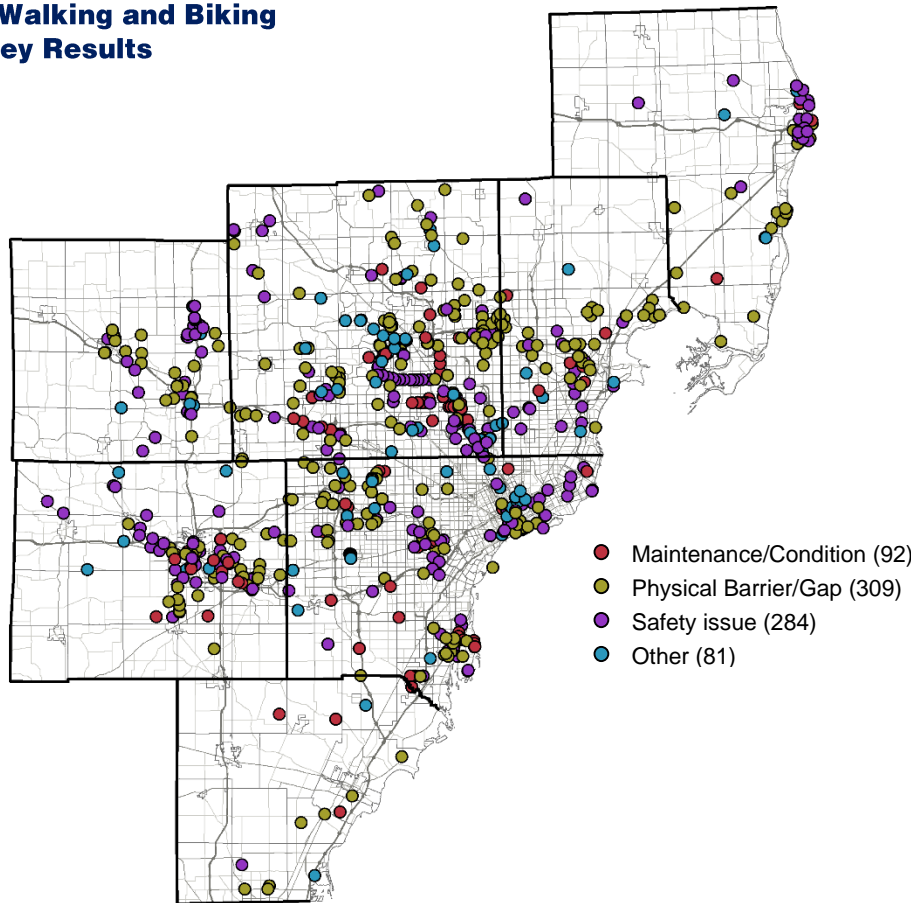 Walking and Biking
ey Results
Maintenance/Condition (92)
Physical Barrier/Gap (309)
Safety issue (284)
Other (81)